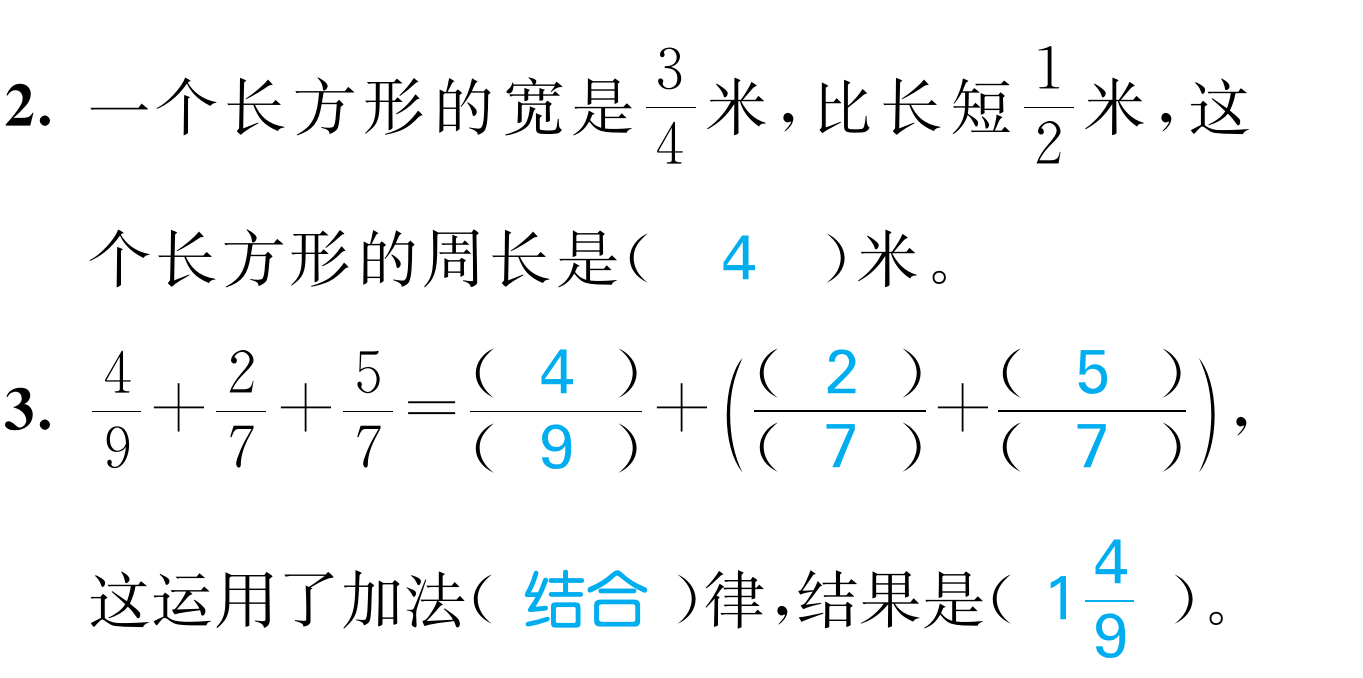 2. 一个长方形的宽是3/4米,比长短1/2米,这
个长方形的周长是( 4 )米。
3. 4/9+2/7+5/7=( 4 )/( 9 )+(( 2 )/( 7 )+( 5 )/( 7 )),
这运用了加法( 结合 )律,结果是( 1 4/9 )。